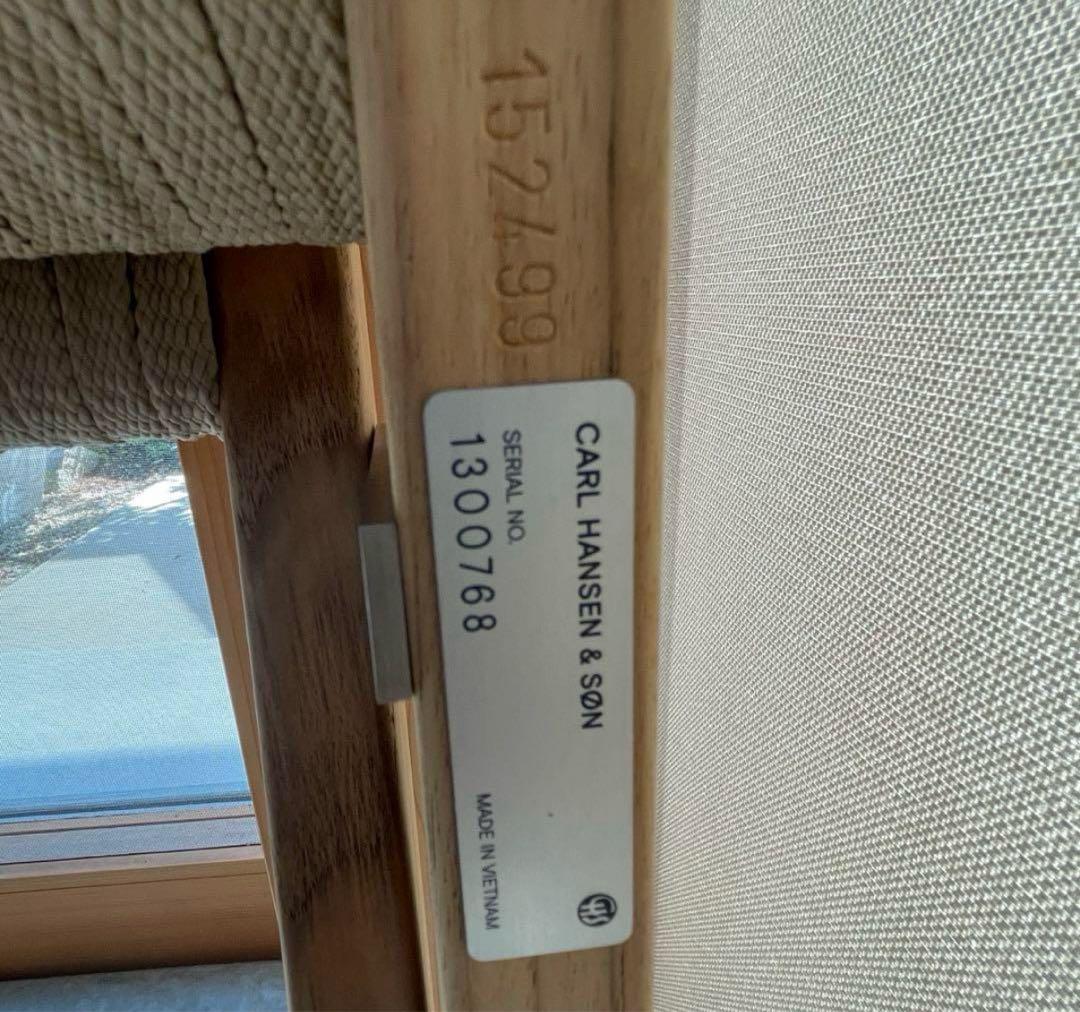 152499
CARL HANSEN & SØN
SERIAL NO.
1300768
MADE IN VIETNAM